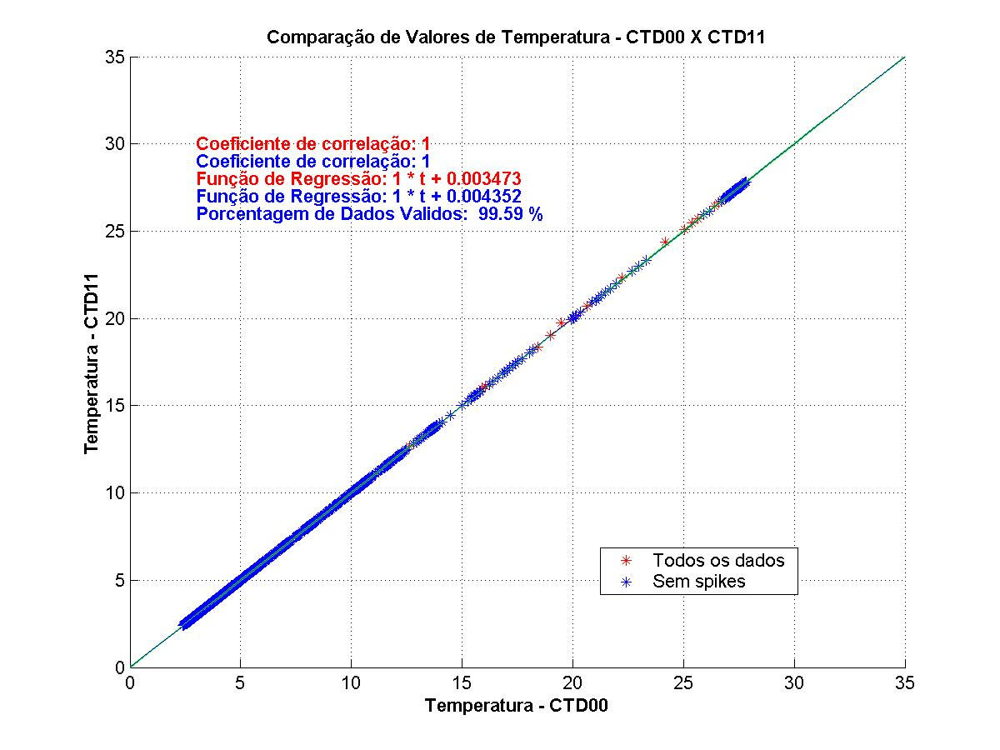 Comparação de Valores de Temperatura - CTD00 X CTD11
35
30
25
20
15
10
5
0
Temperatura - CTD11
Coeficiente de correlação: 1
Coeficiente de correlação: 1
Função de Regressão: 1 * t + 0.003473
Função de Regressão: 1 * t + 0.004352
Porcentagem de Dados Validos:  99.59 %
Todos os dados
Sem spikes
0 5 10 15 20 25 30 35
Temperatura - CTD00